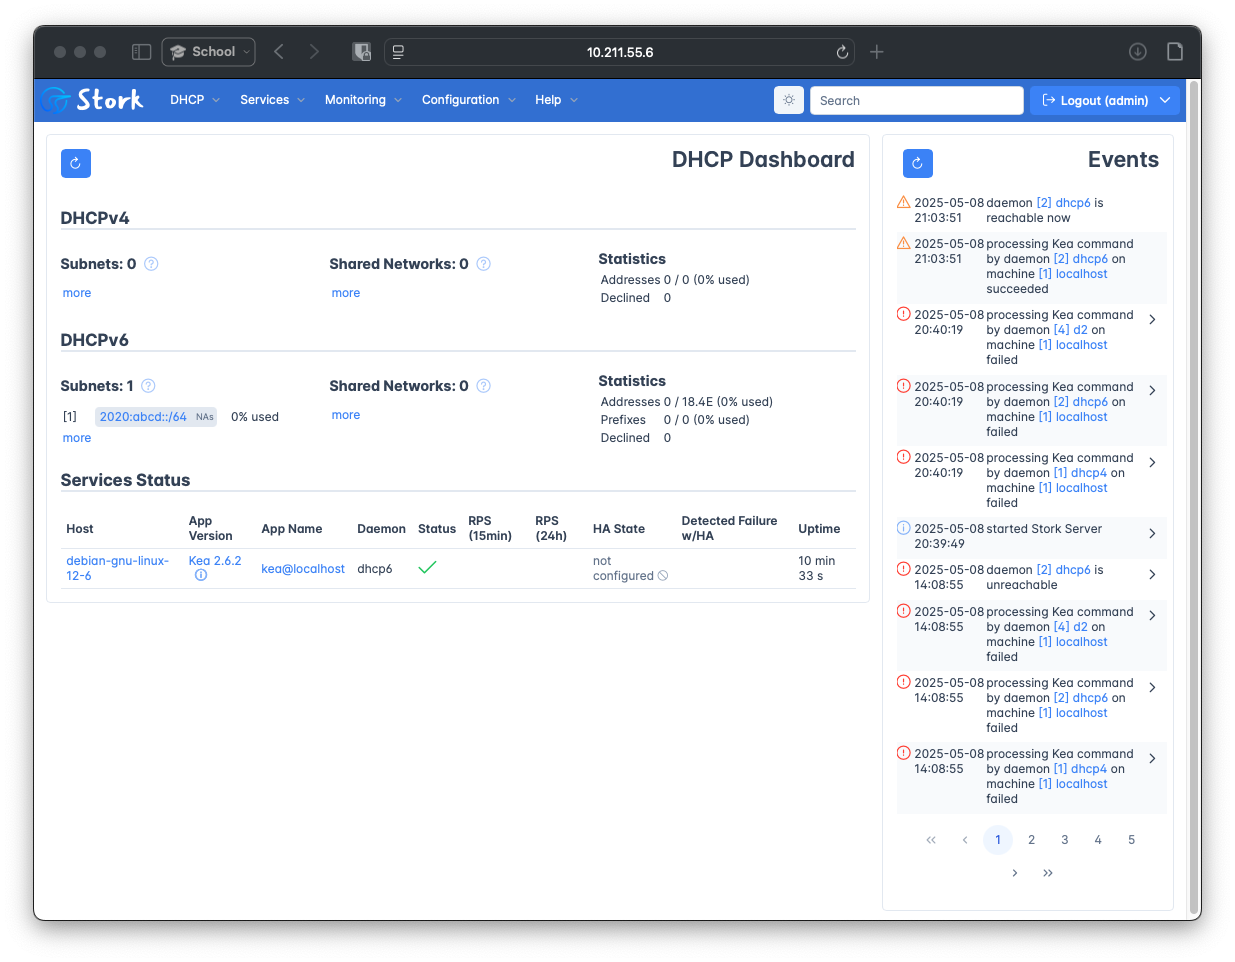 School
10.211.55.6
Stork
DHCP
Services
Monitoring
Configuration
Help
Search
Logout (admin)
DHCP Dashboard
DHCPv4
Subnets: 0
more
Shared Networks: 0
more
Statistics
Addresses 0 / 0 (0% used)
Declined 0
DHCPv6
Subnets: 1
[1] 2020:abcd::/64 NAs 0% used
more
Shared Networks: 0
more
Statistics
Addresses 0 / 18.4E (0% used)
Prefixes 0 / 0 (0% used)
Declined 0
Services Status
Host
App
Version
App Name
Daemon
Status
RPS
(15min)
RPS
(24h)
HA State
Detected Failure
w/HA
Uptime
debian-gnu-linux-
12-6
Kea 2.6.2
kea@localhost
dhcp6
not
configured
10 min
33 s
Events
2025-05-08 daemon [2] dhcp6 is
21:03:51 reachable now
2025-05-08 processing Kea command
21:03:51 by daemon [2] dhcp6 on
machine [1] localhost
succeeded
2025-05-08 processing Kea command
20:40:19 by daemon [4] d2 on
machine [1] localhost
failed
2025-05-08 processing Kea command
20:40:19 by daemon [2] dhcp6 on
machine [1] localhost
failed
2025-05-08 processing Kea command
20:40:19 by daemon [1] dhcp4 on
machine [1] localhost
failed
2025-05-08 started Stork Server
20:39:49
2025-05-08 daemon [2] dhcp6 is
14:08:55 unreachable
2025-05-08 processing Kea command
14:08:55 by daemon [4] d2 on
machine [1] localhost
failed
2025-05-08 processing Kea command
14:08:55 by daemon [2] dhcp6 on
machine [1] localhost
failed
2025-05-08 processing Kea command
14:08:55 by daemon [1] dhcp4 on
machine [1] localhost
failed
« ‹ 1 2 3 4 5
› »